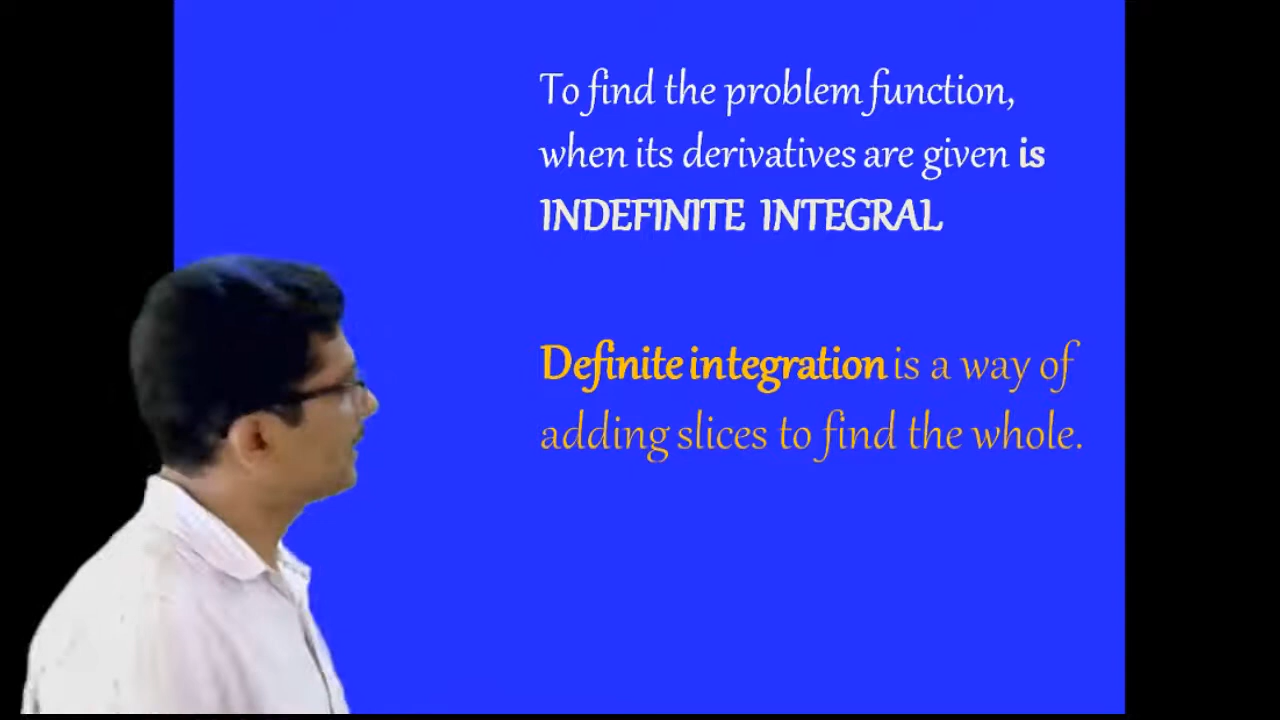 To find the problem function,
when its derivatives are given is
INDEFINITE INTEGRAL
Definite integration is a way of
adding slices to find the whole.